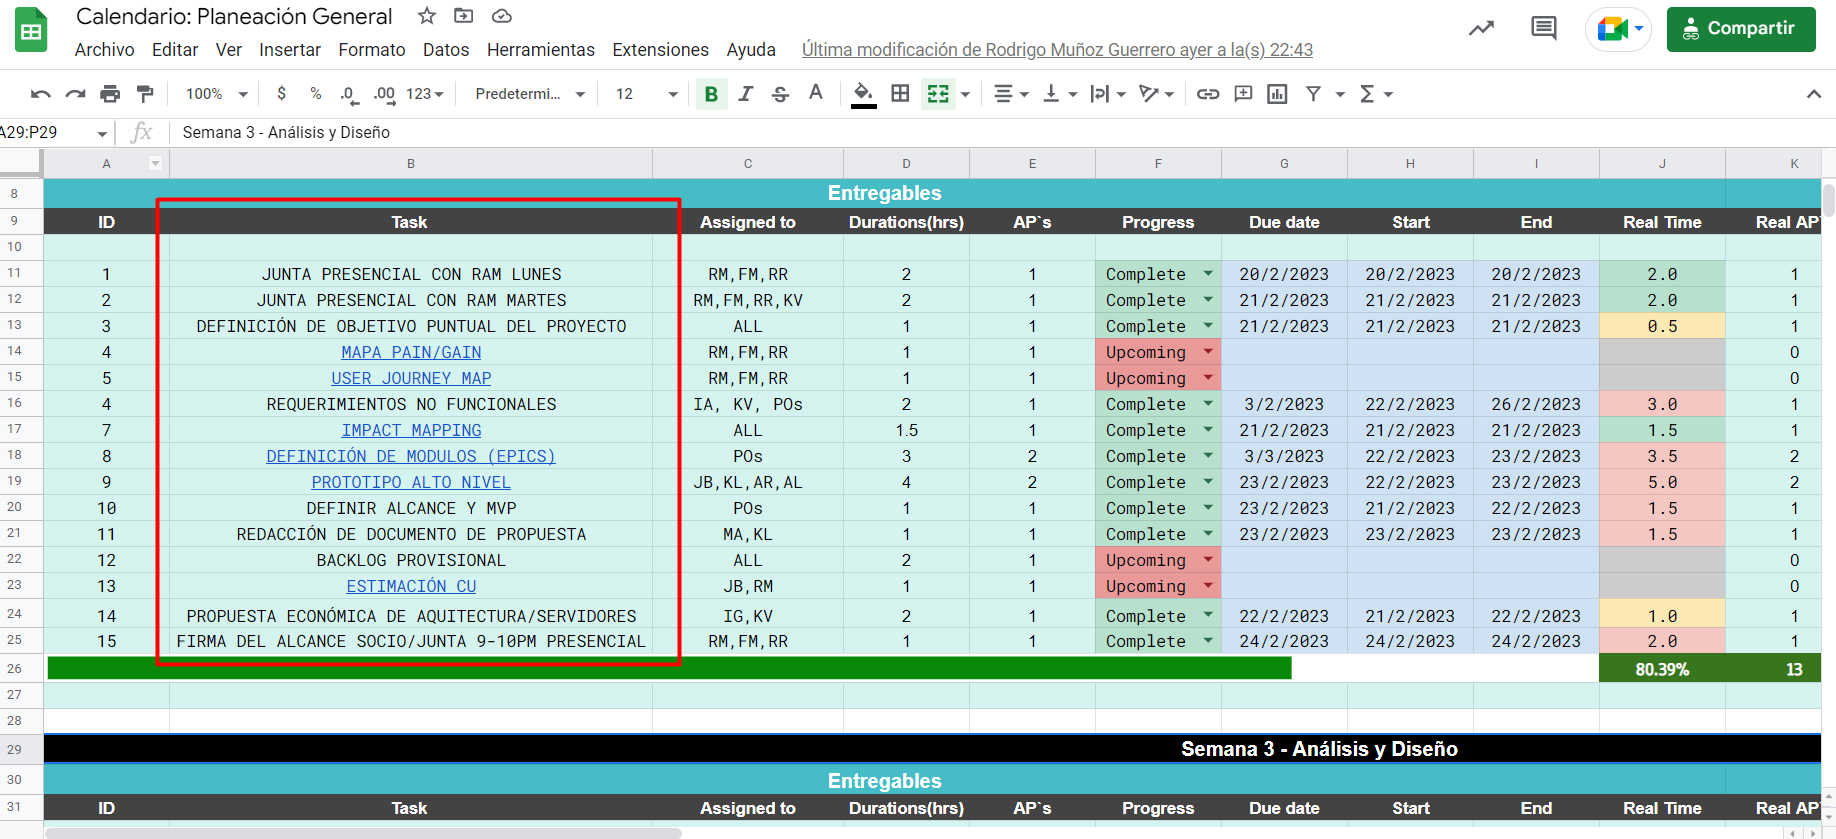 Calendario: Planeación General
Archivo Editar Ver Insertar Formato Datos Herramientas Extensiones Ayuda Última modificación de Rodrigo Muñoz Guerrero ayer a la(s) 22:43
Compartir
100% $ % .0 .00 123 Predetermi... 12 B I S A
A29:P29 fx Semana 3 - Análisis y Diseño
A B C D E F G H I J K
8 Entregables
9 ID Task Assigned to Durations(hrs) AP`s Progress Due date Start End Real Time Real AP`
10
11 1 JUNTA PRESENCIAL CON RAM LUNES RM,FM,RR 2 1 Complete 20/2/2023 20/2/2023 20/2/2023 2.0 1
12 2 JUNTA PRESENCIAL CON RAM MARTES RM,FM,RR,KV 2 1 Complete 21/2/2023 21/2/2023 21/2/2023 2.0 1
13 3 DEFINICIÓN DE OBJETIVO PUNTUAL DEL PROYECTO ALL 1 1 Complete 21/2/2023 21/2/2023 21/2/2023 0.5 1
14 4 MAPA PAIN/GAIN RM,FM,RR 1 1 Upcoming 0
15 5 USER JOURNEY MAP RM,FM,RR 1 1 Upcoming 0
16 4 REQUERIMIENTOS NO FUNCIONALES IA, KV, POs 2 1 Complete 3/2/2023 22/2/2023 26/2/2023 3.0 1
17 7 IMPACT MAPPING ALL 1.5 1 Complete 21/2/2023 21/2/2023 21/2/2023 1.5 1
18 8 DEFINICIÓN DE MODULOS (EPICS) POs 3 2 Complete 3/3/2023 22/2/2023 23/2/2023 3.5 2
19 9 PROTOTIPO ALTO NIVEL JB,KL,AR,AL 4 2 Complete 23/2/2023 22/2/2023 23/2/2023 5.0 2
20 10 DEFINIR ALCANCE Y MVP POs 1 1 Complete 23/2/2023 21/2/2023 22/2/2023 1.5 1
21 11 REDACCIÓN DE DOCUMENTO DE PROPUESTA MA,KL 1 1 Complete 23/2/2023 23/2/2023 23/2/2023 1.5 1
22 12 BACKLOG PROVISIONAL ALL 2 1 Upcoming 0
23 13 ESTIMACIÓN CU JB,RM 1 1 Upcoming 0
24 14 PROPUESTA ECONÓMICA DE AQUITECTURA/SERVIDORES IG,KV 2 1 Complete 22/2/2023 21/2/2023 22/2/2023 1.0 1
25 15 FIRMA DEL ALCANCE SOCIO/JUNTA 9-10PM PRESENCIAL RM,FM,RR 1 1 Complete 24/2/2023 24/2/2023 24/2/2023 2.0 1
26 80.39% 13
27
28
29 Semana 3 - Análisis y Diseño
30 Entregables
31 ID Task Assigned to Durations(hrs) AP`s Progress Due date Start End Real Time Real AP`